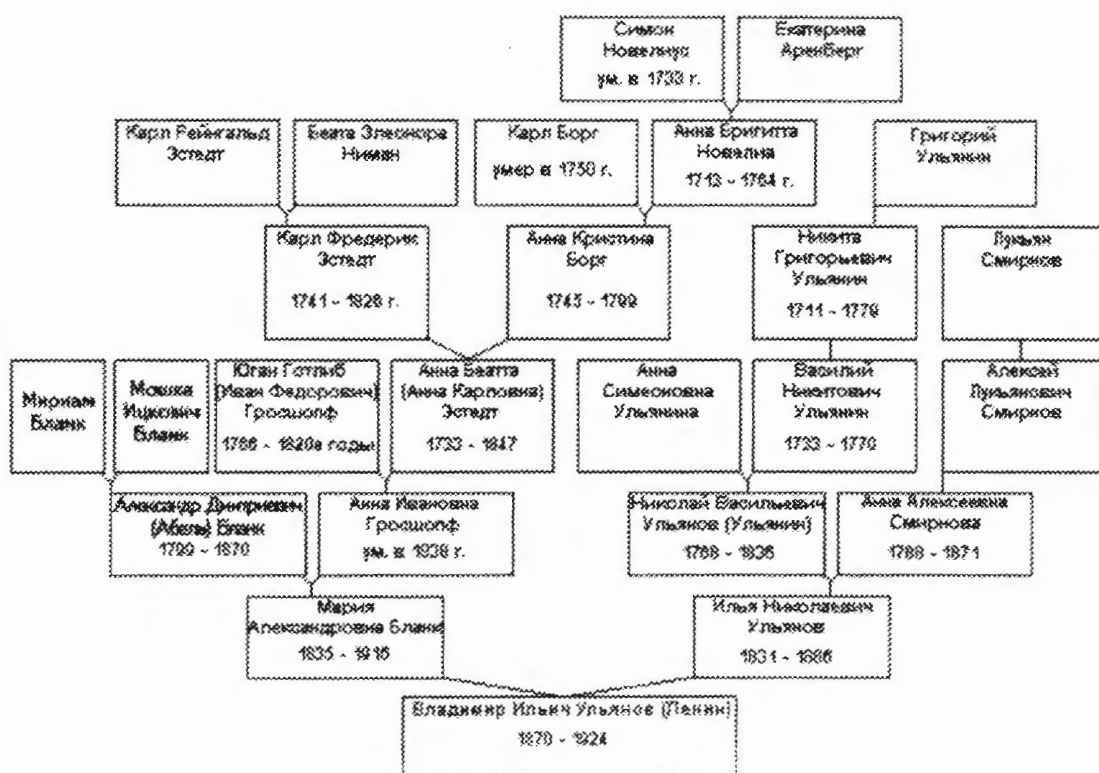 Симон
Новелиус
ум. в 1733 г.
Екатерина
Аренберг
Карл Рейнгальд
Эстедт
Беата Элеонора
Ниман
Карл Борг
умер в 1750 г.
Анна Бригитта
Новелиа
1713 - 1764 г.
Григорий
Ульянин
Карл Фредерик
Эстедт
1741 - 1826 г.
Анна Кристина
Борг
1745 - 1799
Никита
Григорьевич
Ульянин
1711 - 1779
Лукьян
Смирнов
Мириам
Бланк
Мошка
Ицкович
Бланк
Юган Готлиб
(Иван Федорович)
Гросшопф
1766 - 1820е годы
Анна Беатта
(Анна Карловна)
Эстедт
1733 - 1847
Анна
Симеоновна
Ульянина
Василий
Никитович
Ульянин
1733 - 1770
Алексей
Лукьянович
Смирнов
Александр Дмитриевич
(Абель) Бланк
1799 - 1870
Анна Ивановна
Гросшопф
ум. в 1838 г.
Николай Васильевич
Ульянов (Ульянин)
1768 - 1836
Анна Алексеевна
Смирнова
1788 - 1871
Мария
Александровна Бланк
1835 - 1916
Илья Николаевич
Ульянов
1831 - 1886
Владимир Ильич Ульянов (Ленин)
1870 - 1924